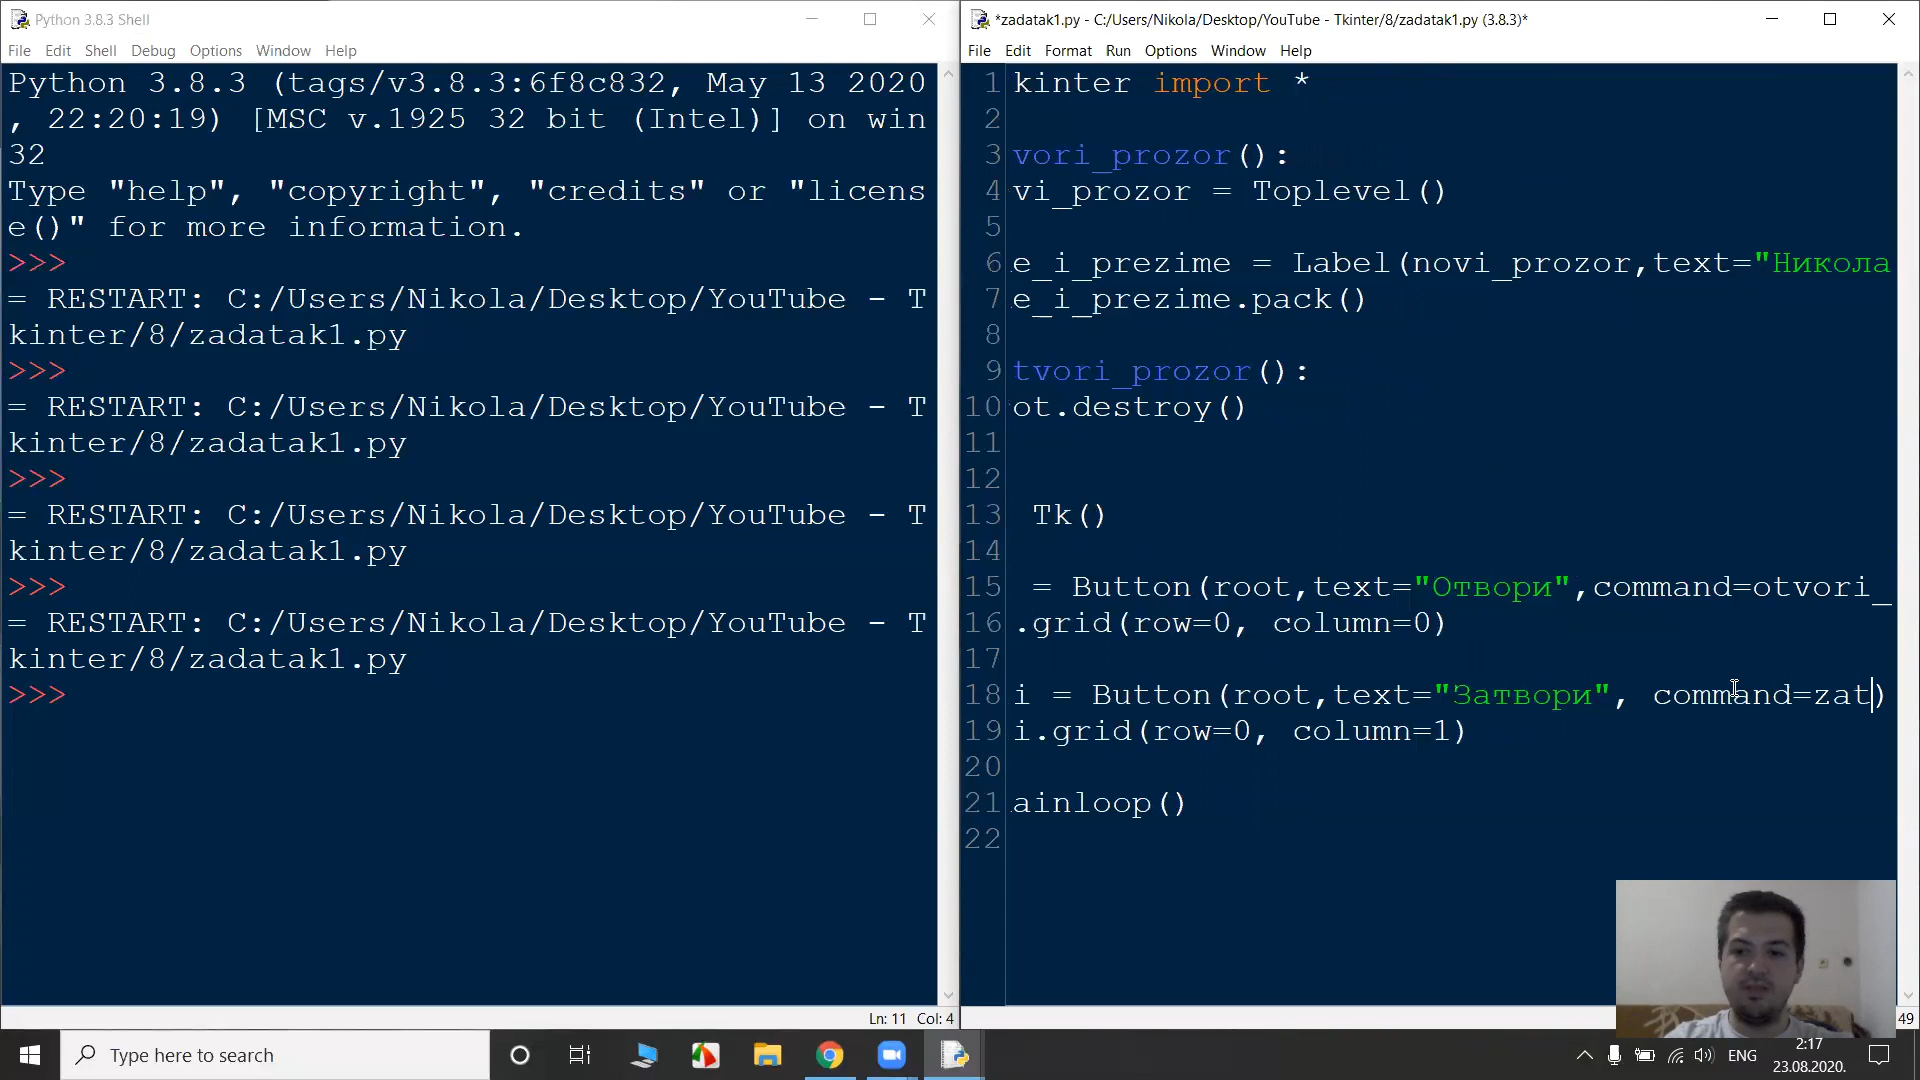 Python 3.8.3 Shell
File Edit Shell Debug Options Window Help
Python 3.8.3 (tags/v3.8.3:6f8c832, May 13 2020
, 22:20:19) [MSC v.1925 32 bit (Intel)] on win
32
Type "help", "copyright", "credits" or "licens
e()" for more information.
>>>
= RESTART: C:/Users/Nikola/Desktop/YouTube - T
kinter/8/zadatak1.py
>>>
= RESTART: C:/Users/Nikola/Desktop/YouTube - T
kinter/8/zadatak1.py
>>>
= RESTART: C:/Users/Nikola/Desktop/YouTube - T
kinter/8/zadatak1.py
>>>
= RESTART: C:/Users/Nikola/Desktop/YouTube - T
kinter/8/zadatak1.py
>>>
Ln: 11 Col: 4
*zadatak1.py - C:/Users/Nikola/Desktop/YouTube - Tkinter/8/zadatak1.py (3.8.3)*
File Edit Format Run Options Window Help
1 kinter import *
2
3 vori_prozor():
4 vi_prozor = Toplevel()
5
6 e_i_prezime = Label(novi_prozor,text="Никола
7 e_i_prezime.pack()
8
9 tvori_prozor():
10 ot.destroy()
11
12
13 Tk()
14
15 = Button(root,text="Отвори",command=otvori_
16 .grid(row=0, column=0)
17
18 i = Button(root,text="Затвори", command=zat)
19 i.grid(row=0, column=1)
20
21 ainloop()
22
49
Type here to search
ENG
2:17
23.08.2020.